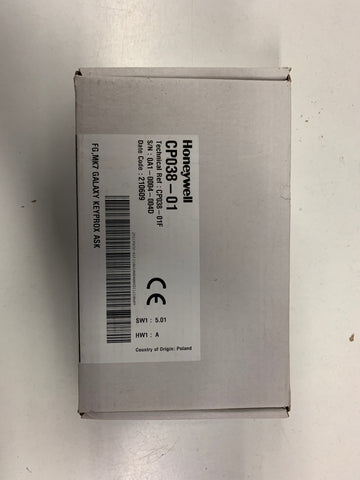 Honeywell
CP038-01
Technical Ref : CP038-01F
S/N : 0A1-0004-004D
Date Code : 210609
FG,MK7 GALAXY KEYPROX ASK
CE
SW1 : 5.01
HW1 : A
Country of Origin: Poland